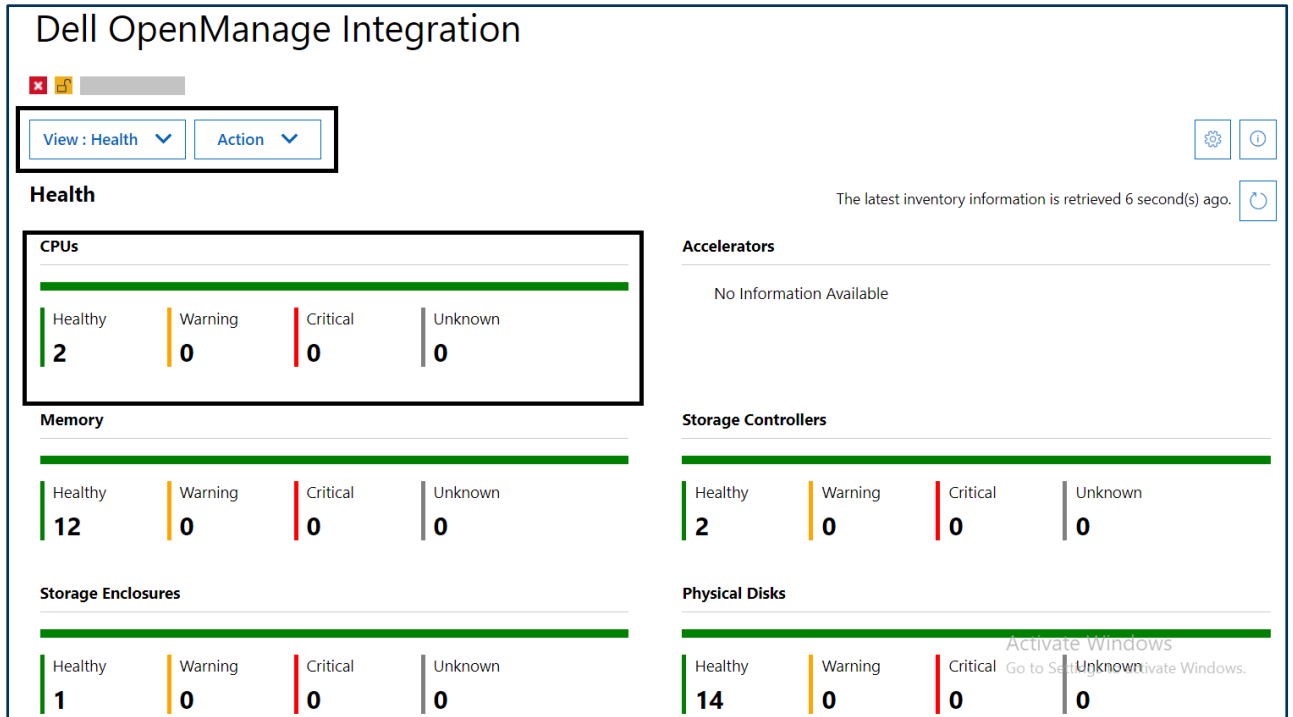 Dell OpenManage Integration
View : Health
Action
Health
The latest inventory information is retrieved 6 second(s) ago.
CPUs
Healthy Warning Critical Unknown
2 0 0 0
Accelerators
No Information Available
Memory
Healthy Warning Critical Unknown
12 0 0 0
Storage Controllers
Healthy Warning Critical Unknown
2 0 0 0
Storage Enclosures
Healthy Warning Critical Unknown
1 0 0 0
Physical Disks
Healthy Warning Critical Unknown
14 0 0 0
Activate Windows
Go to Settings to activate Windows.